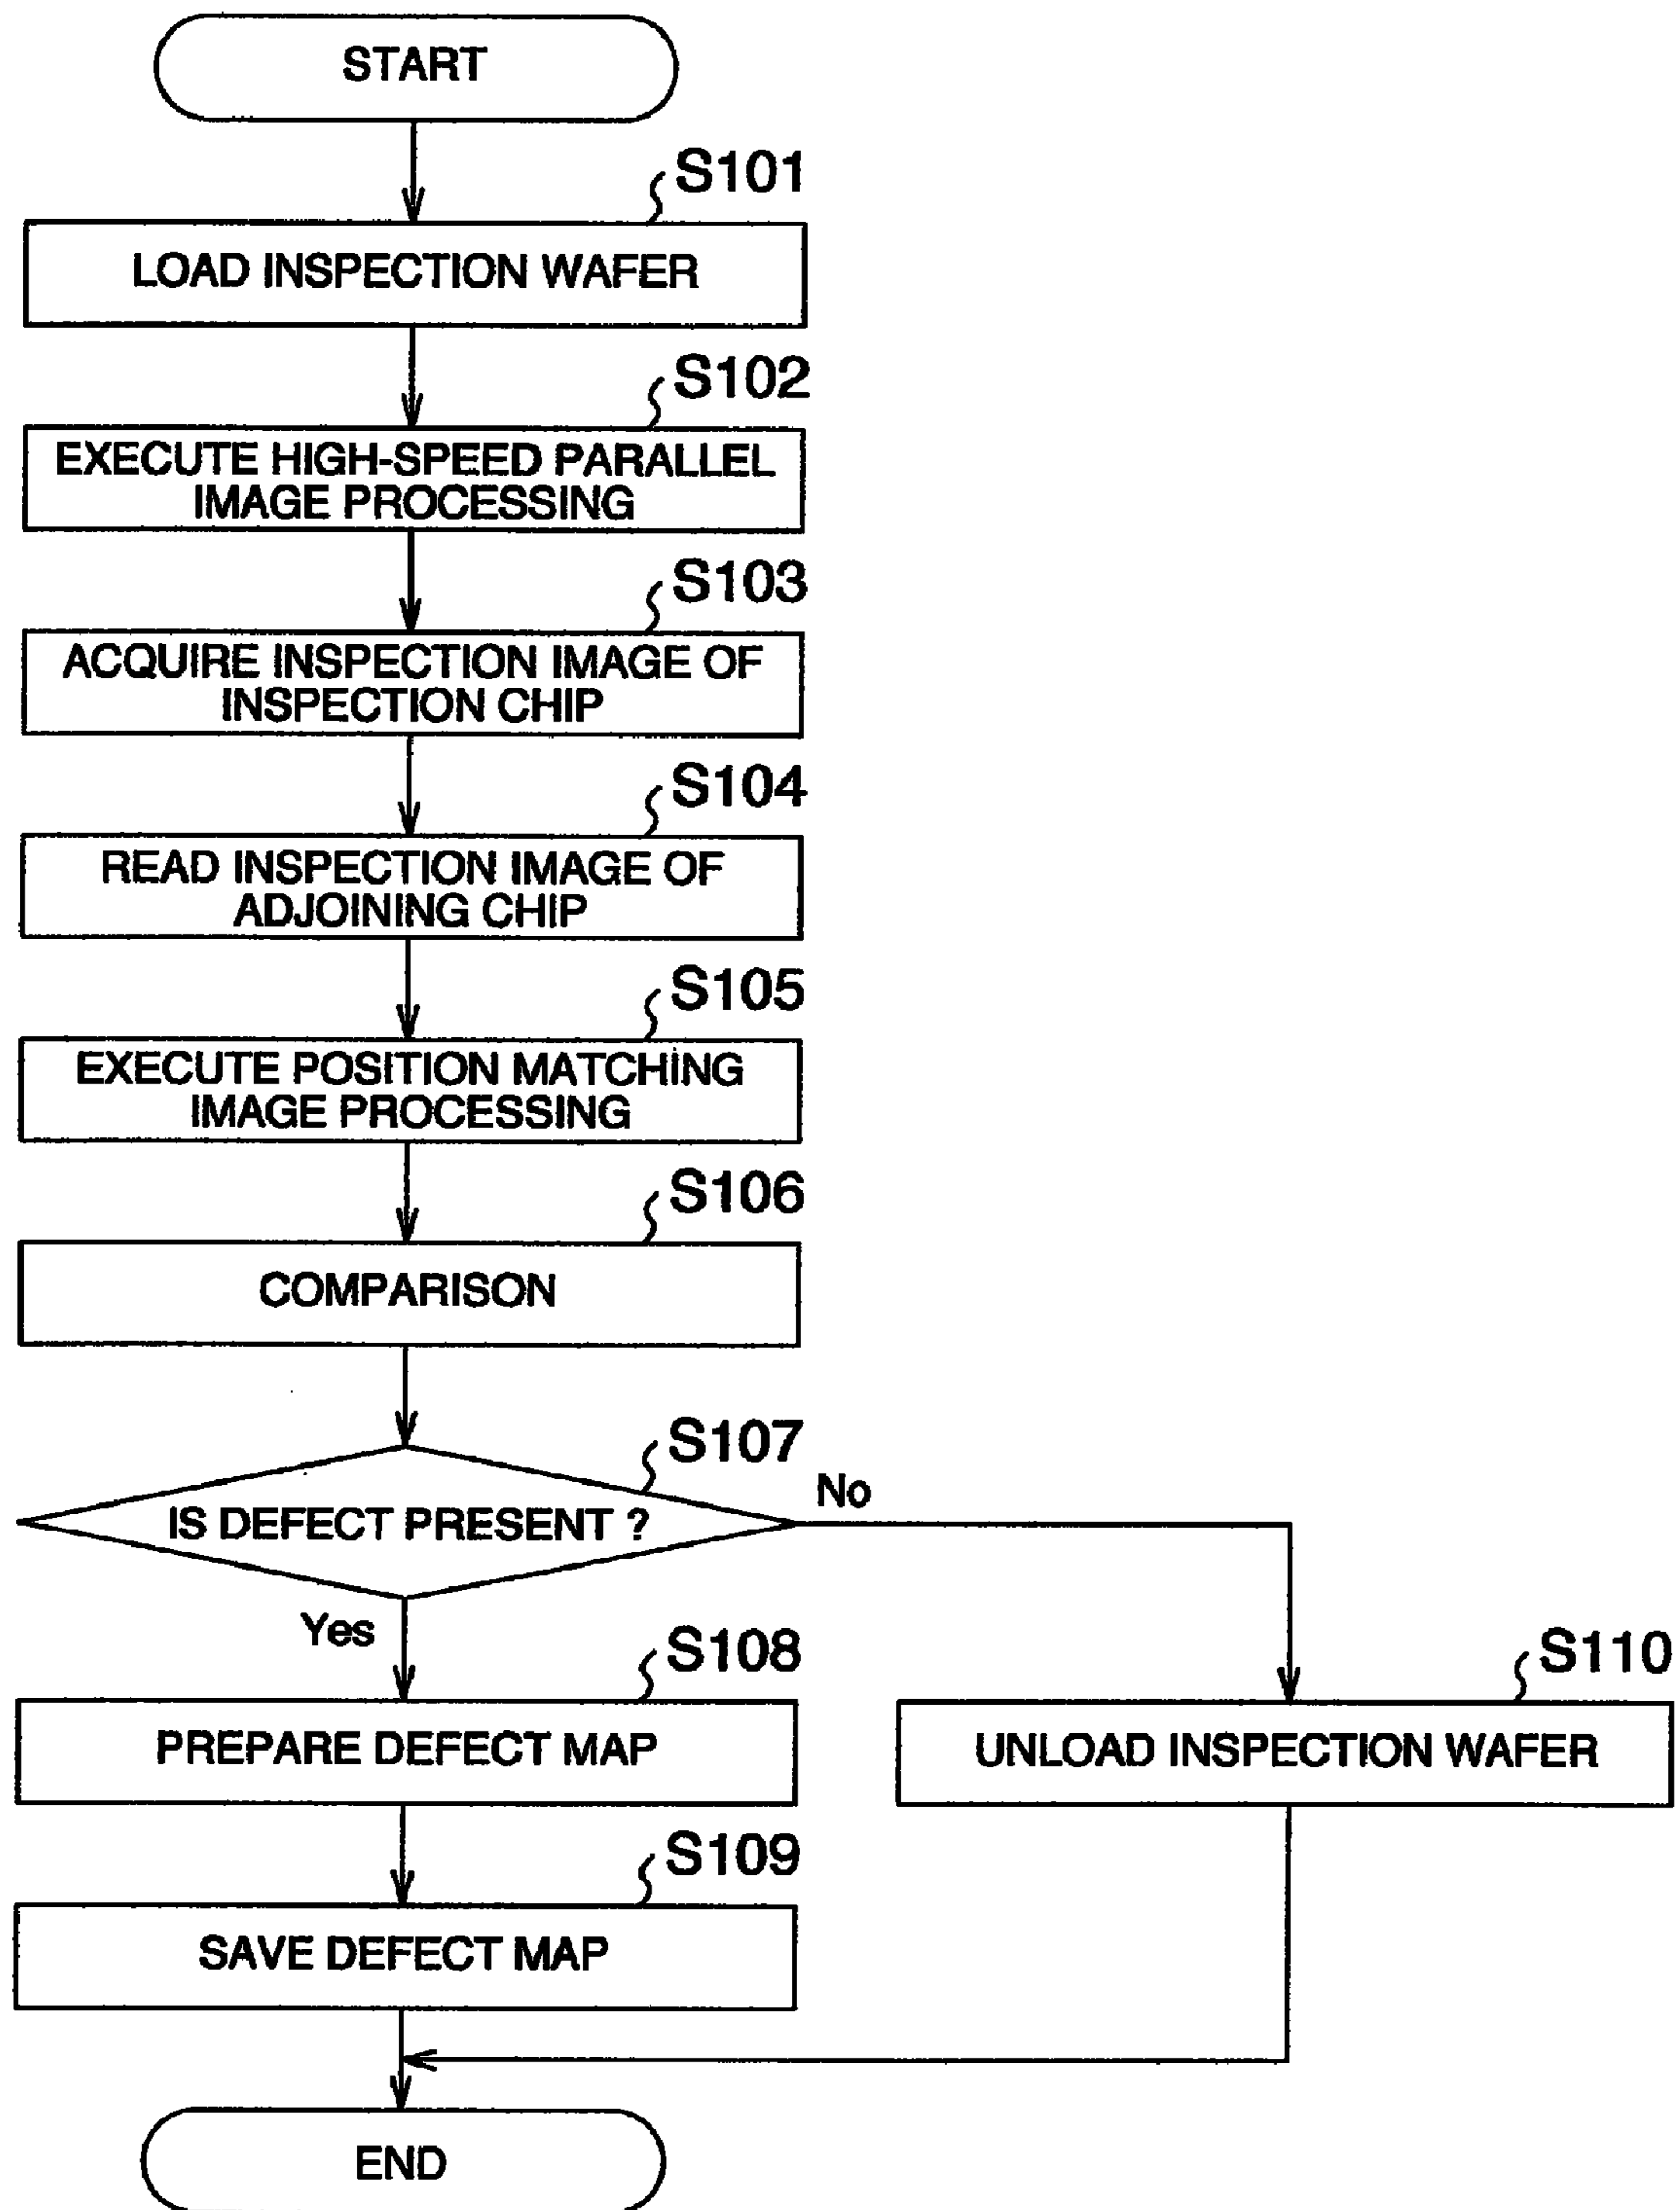 START
S101
LOAD INSPECTION WAFER
S102
EXECUTE HIGH-SPEED PARALLEL
IMAGE PROCESSING
S103
ACQUIRE INSPECTION IMAGE OF
INSPECTION CHIP
S104
READ INSPECTION IMAGE OF
ADJOINING CHIP
S105
EXECUTE POSITION MATCHING
IMAGE PROCESSING
S106
COMPARISON
S107
IS DEFECT PRESENT ?
No
Yes
S108
PREPARE DEFECT MAP
S110
UNLOAD INSPECTION WAFER
S109
SAVE DEFECT MAP
END